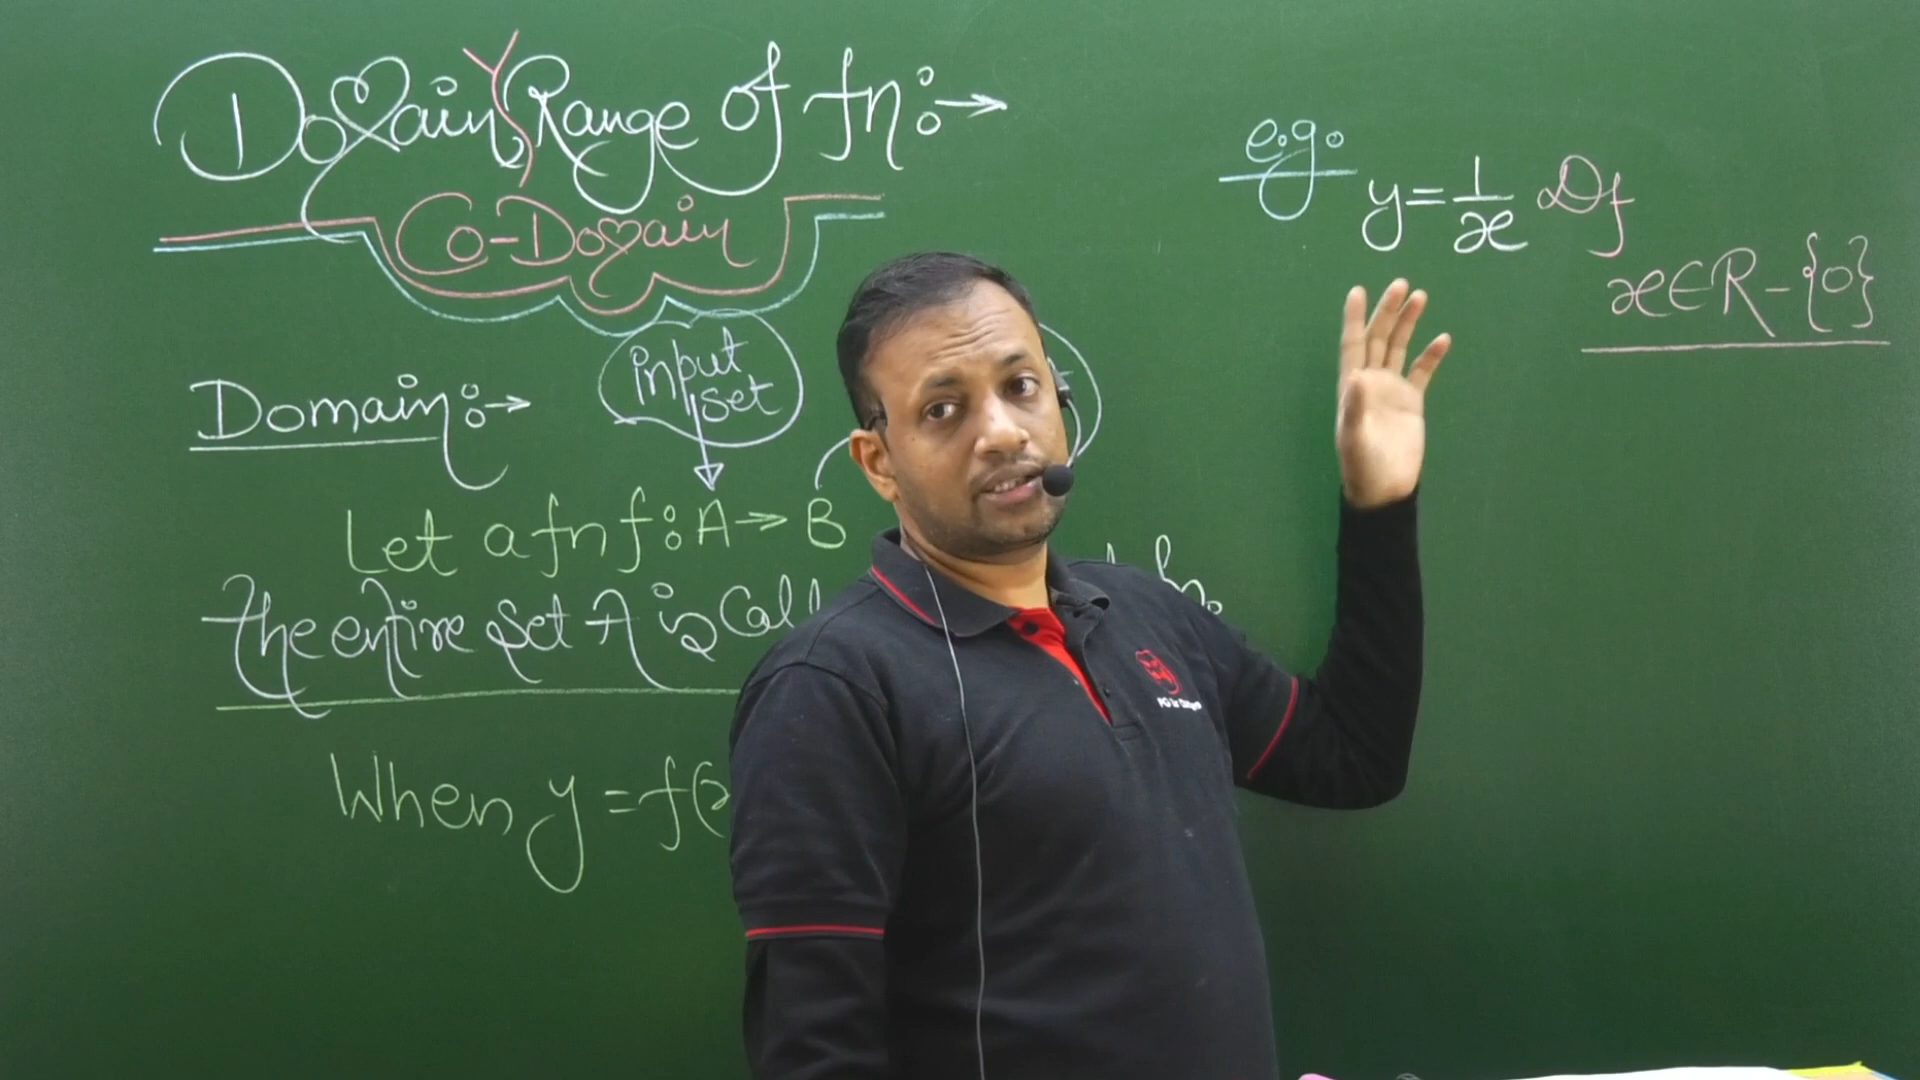 Domain, Range of fn:→
Co-Domain
input set
Domain:→
Let a fn f: A → B
The entire set A is
When y = f(
e.g.
y = 1/x Df
x ∈ R - {0}